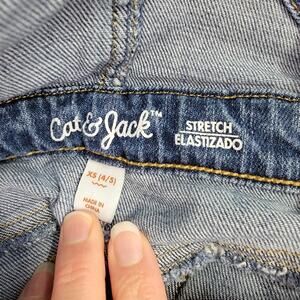 Cat & Jack™
STRETCH
ELASTIZADO
XS (4/5)
MADE IN
CHINA